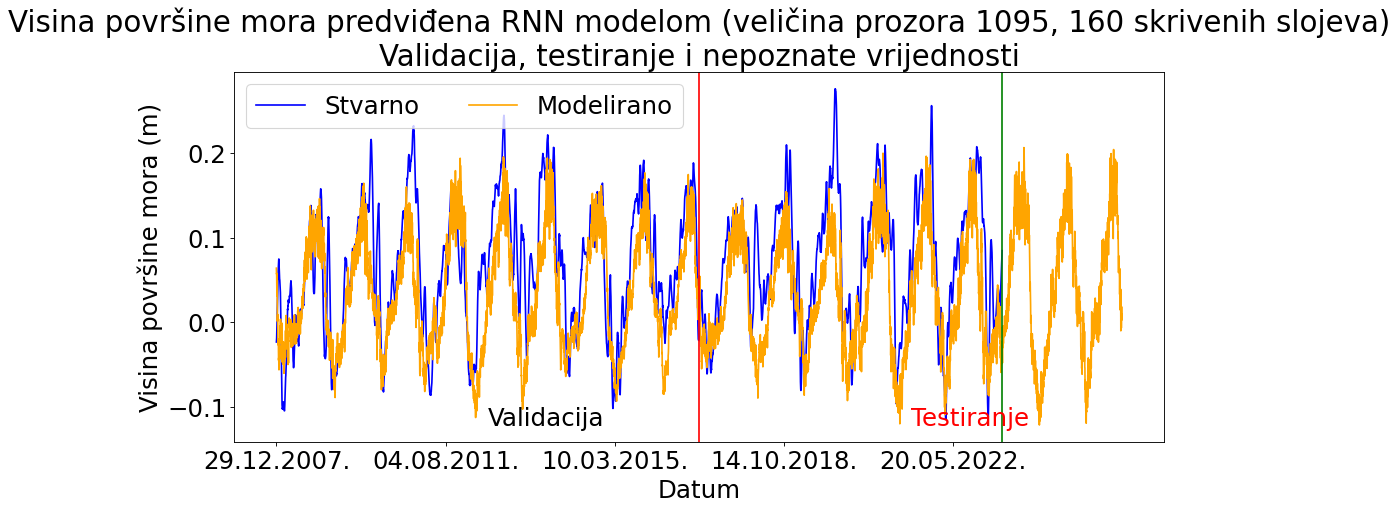 Visina površine mora predviđena RNN modelom (veličina prozora 1095, 160 skrivenih slojeva)
Validacija, testiranje i nepoznate vrijednosti
Stvarno Modelirano
Visina površine mora (m)
0.2
0.1
0.0
−0.1
Validacija Testiranje
29.12.2007. 04.08.2011. 10.03.2015. 14.10.2018. 20.05.2022.
Datum